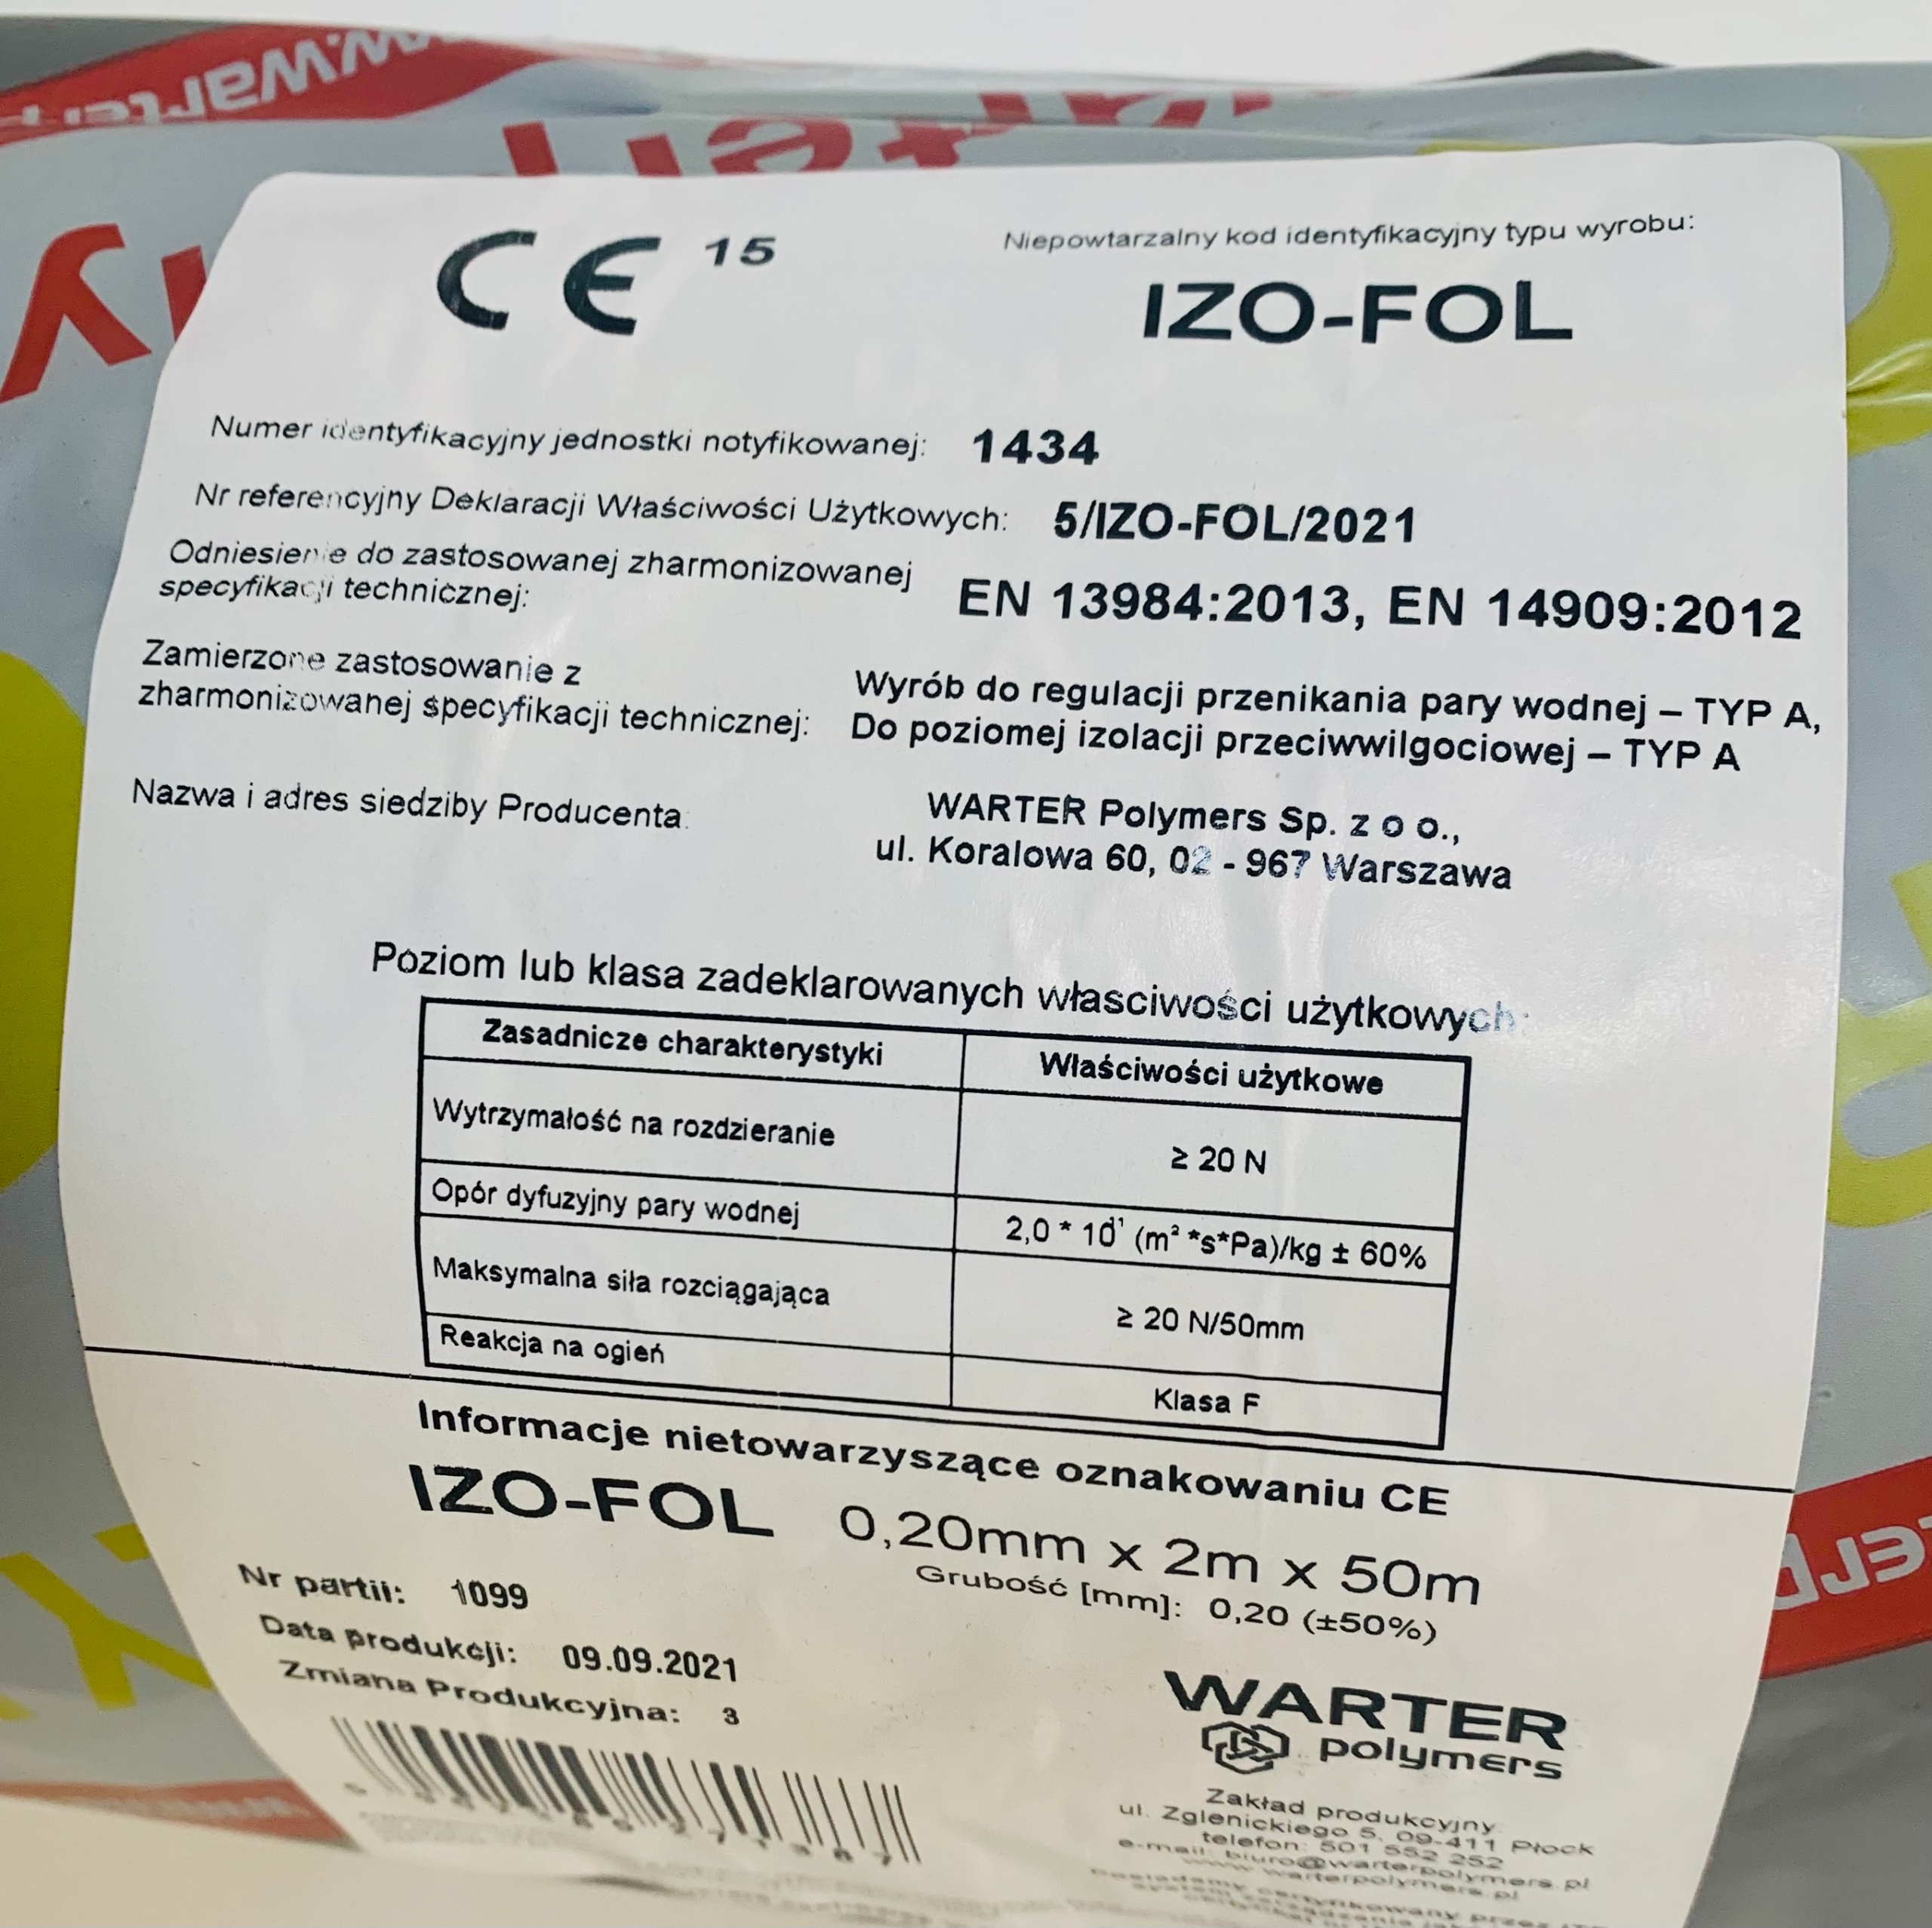 CE 15
Niepowtarzalny kod identyfikacyjny typu wyrobu:
IZO-FOL
Numer identyfikacyjny jednostki notyfikowanej: 1434
Nr referencyjny Deklaracji Właściwości Użytkowych: 5/IZO-FOL/2021
Odniesienie do zastosowanej zharmonizowanej
specyfikacji technicznej:
EN 13984:2013, EN 14909:2012
Zamierzone zastosowanie z
zharmonizowanej specyfikacji technicznej:
Wyrób do regulacji przenikania pary wodnej – TYP A,
Do poziomej izolacji przeciwwilgociowej – TYP A
Nazwa i adres siedziby Producenta:
WARTER Polymers Sp. z o o.,
ul. Koralowa 60, 02 - 967 Warszawa
Poziom lub klasa zadeklarowanych własciwości użytkowych:
Zasadnicze charakterystyki
Właściwości użytkowe
Wytrzymałość na rozdzieranie
≥ 20 N
Opór dyfuzyjny pary wodnej
2,0 * 10¹¹ (m² *s*Pa)/kg ± 60%
Maksymalna siła rozciągająca
≥ 20 N/50mm
Reakcja na ogień
Klasa F
Informacje nietowarzyszące oznakowaniu CE
IZO-FOL 0,20mm x 2m x 50m
Grubość [mm]: 0,20 (±50%)
Nr partii: 1099
Data produkcji: 09.09.2021
Zmiana Produkcyjna: 3
WARTER
polymers
Zakład produkcyjny:
ul. Zglenickiego 5, 09-411 Płock
telefon: 501 552 252
e-mail: biuro@warterpolymers.pl
www.warterpolymers.pl